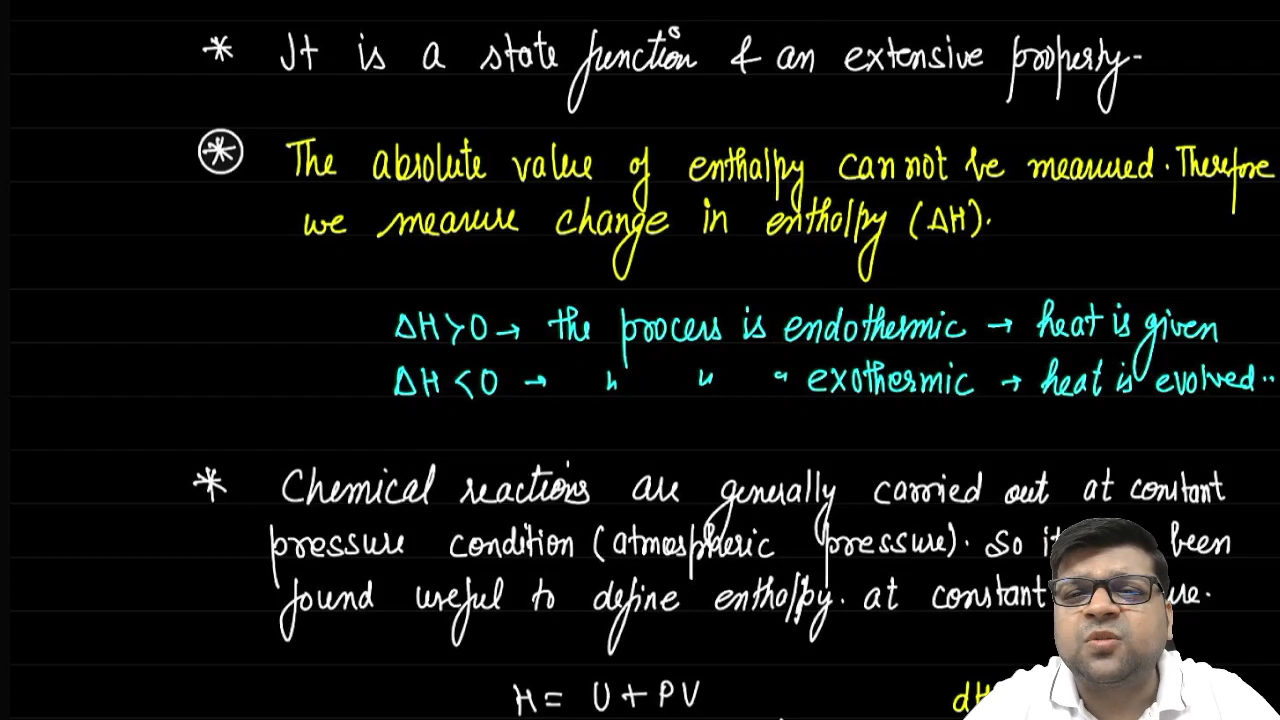 * It is a state function & an extensive property.
* The absolute value of enthalpy cannot be measured. Therefore
we measure change in enthalpy (ΔH).
ΔH>0 → the process is endothermic → heat is given
ΔH<0 → " " " exothermic → heat is evolved..
* Chemical reactions are generally carried out at constant
pressure condition (atmospheric pressure). So been
found useful to define enthalpy. at constant
H = U + PV dH